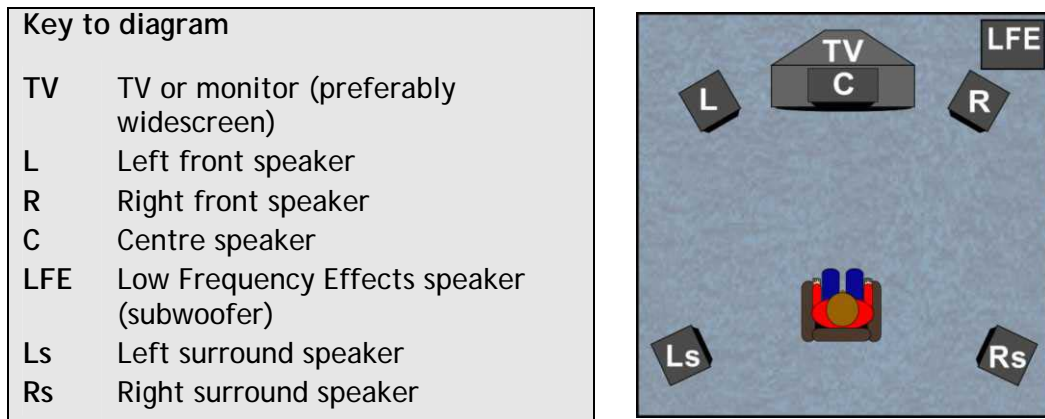 Key to diagram
TV TV or monitor (preferably
widescreen)
L Left front speaker
R Right front speaker
C Centre speaker
LFE Low Frequency Effects speaker
(subwoofer)
Ls Left surround speaker
Rs Right surround speaker
TV
LFE
C
L
R
Ls
Rs